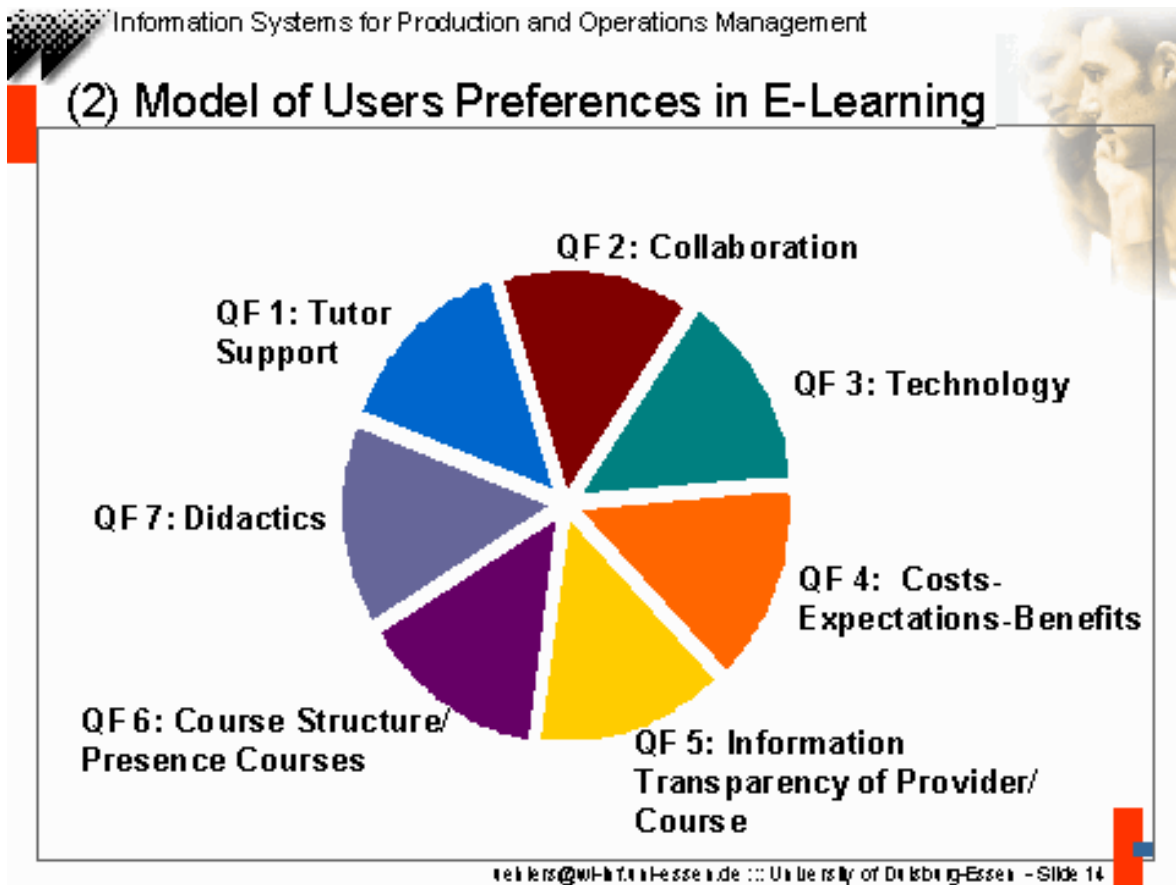 Information Systems for Production and Operations Management
(2) Model of Users Preferences in E-Learning
QF 2: Collaboration
QF 1: Tutor
Support
QF 3: Technology
QF 7: Didactics
QF 4: Costs-
Expectations-Benefits
QF 6: Course Structure/
Presence Courses
QF 5: Information
Transparency of Provider/
Course
::: University of Duisburg-Essen - Slide 14